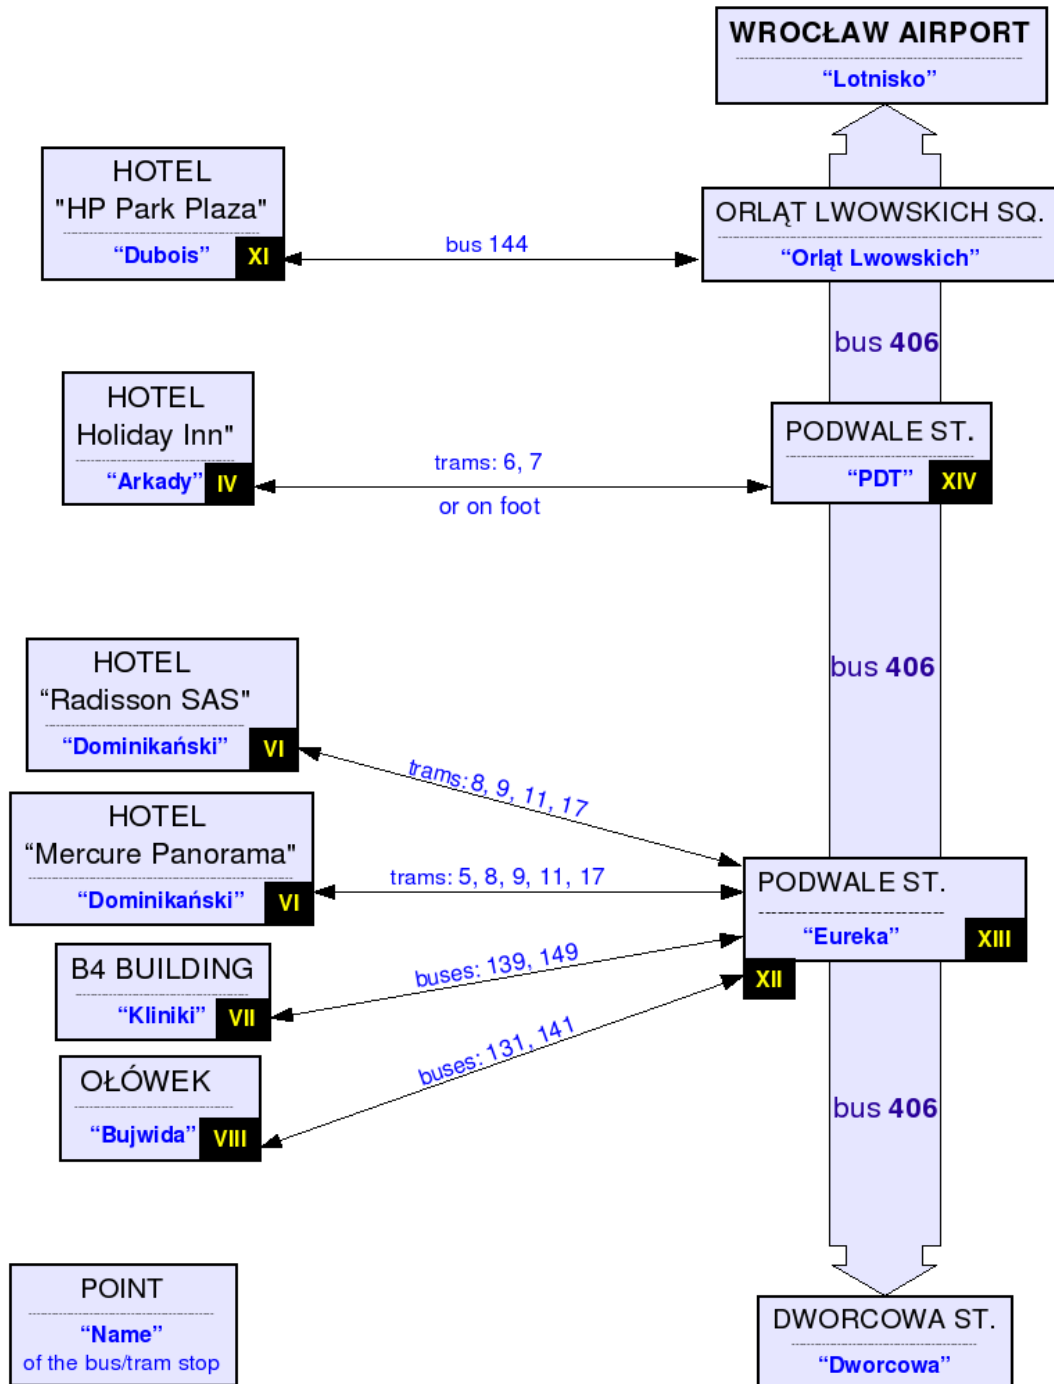 WROCŁAW AIRPORT
“Lotnisko”
HOTEL
"HP Park Plaza"
“Dubois” XI
bus 144
ORLĄT LWOWSKICH SQ.
“Orląt Lwowskich”
bus 406
HOTEL
Holiday Inn"
“Arkady” IV
trams: 6, 7
or on foot
PODWALE ST.
“PDT” XIV
bus 406
HOTEL
“Radisson SAS"
“Dominikański” VI
trams: 8, 9, 11, 17
HOTEL
“Mercure Panorama"
“Dominikański” VI
trams: 5, 8, 9, 11, 17
PODWALE ST.
“Eureka” XIII
XII
B4 BUILDING
“Kliniki” VII
buses: 139, 149
OŁÓWEK
“Bujwida” VIII
buses: 131, 141
bus 406
POINT
“Name”
of the bus/tram stop
DWORCOWA ST.
“Dworcowa”